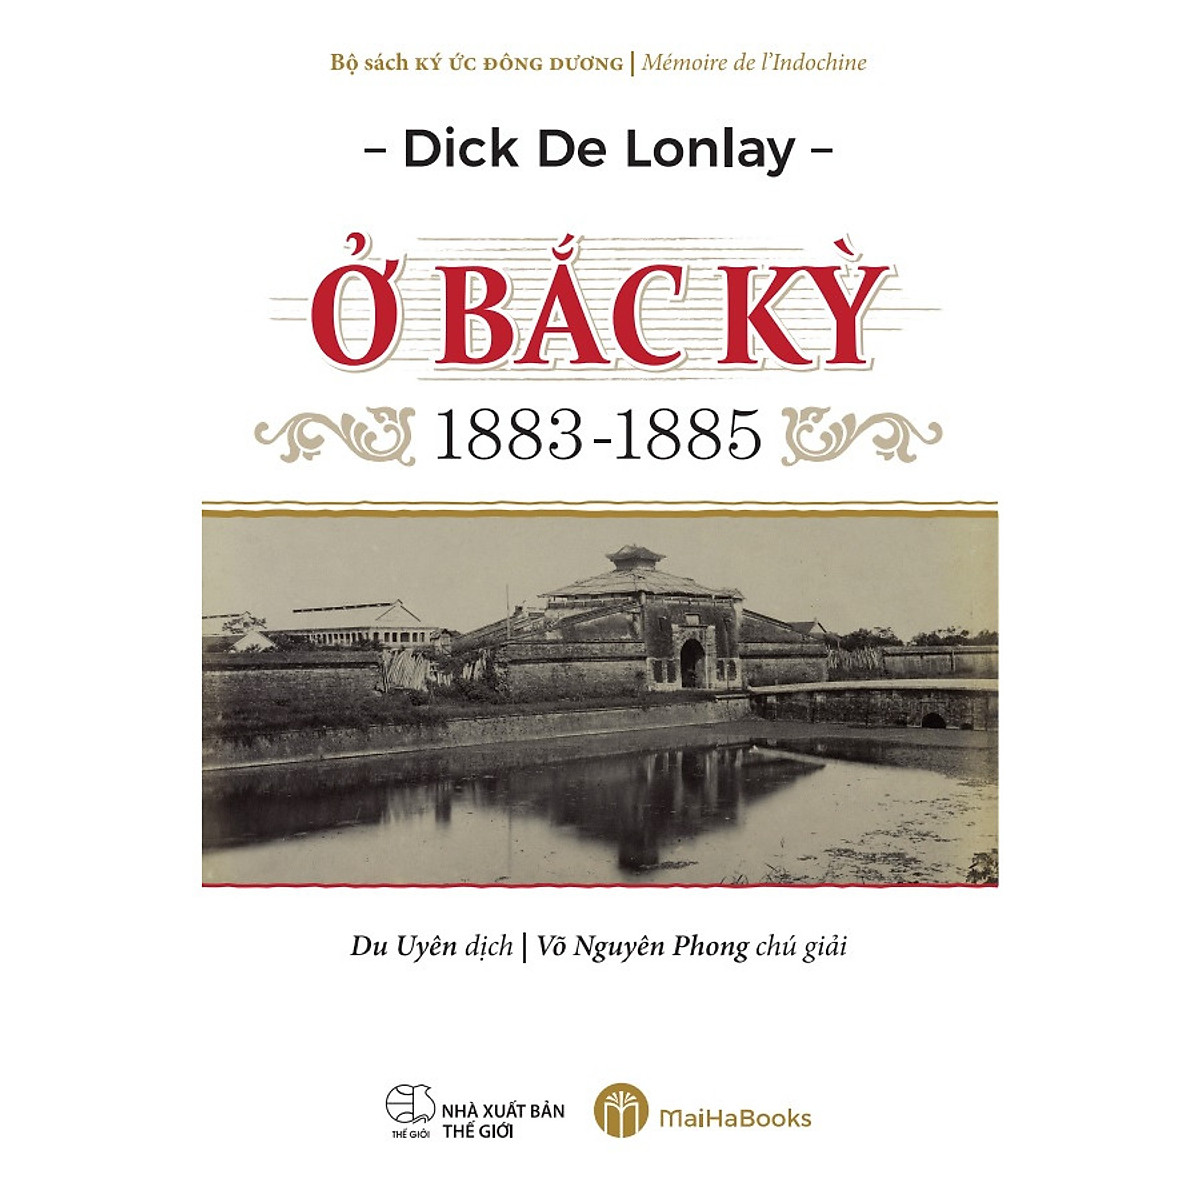 Bộ sách KÝ ỨC ĐÔNG DƯƠNG | Mémoire de l'Indochine
– Dick De Lonlay –
Ở BẮC KỲ
1883-1885
Du Uyên dịch | Võ Nguyên Phong chú giải
THẾ GIỚI
NHÀ XUẤT BẢN
THẾ GIỚI
MaiHaBooks